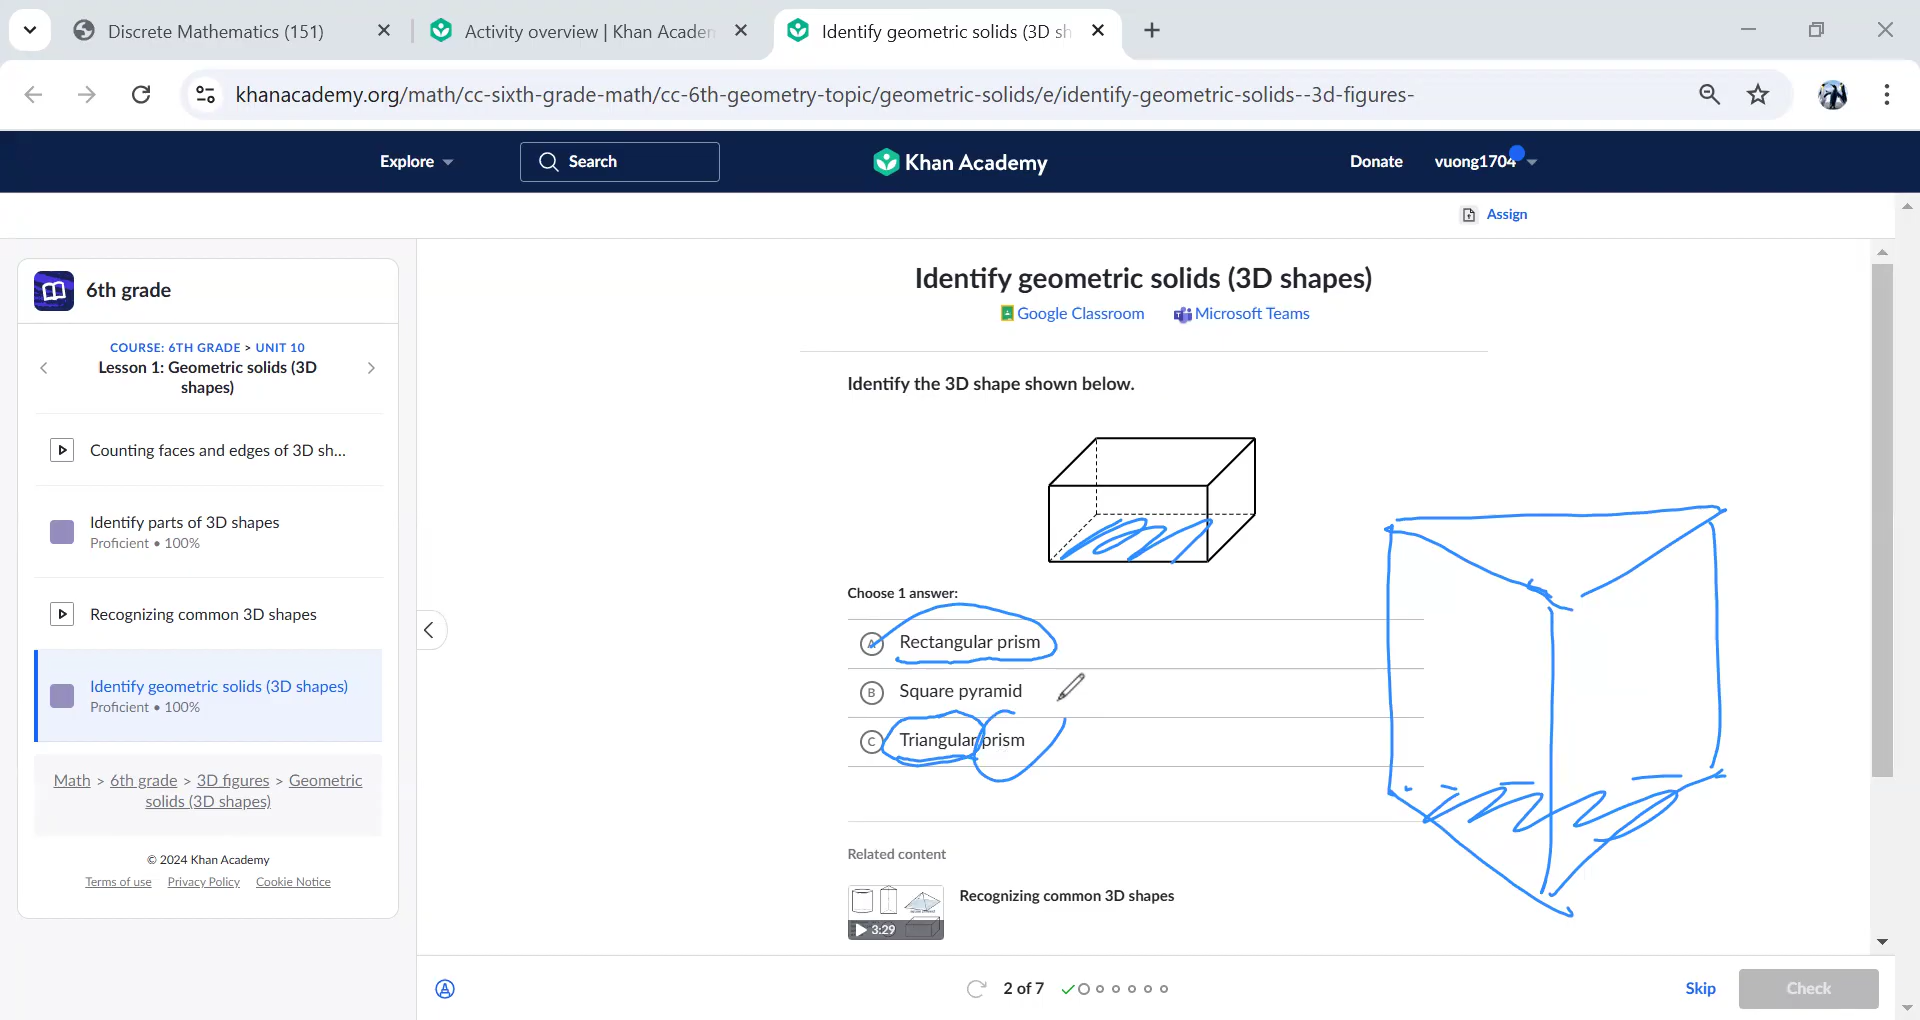 Discrete Mathematics (151)
Activity overview | Khan Academ
Identify geometric solids (3D sh
khanacademy.org/math/cc-sixth-grade-math/cc-6th-geometry-topic/geometric-solids/e/identify-geometric-solids--3d-figures-
Explore
Search
Khan Academy
Donate
vuong1704
Assign
6th grade
COURSE: 6TH GRADE > UNIT 10
Lesson 1: Geometric solids (3D
shapes)
Counting faces and edges of 3D sh...
Identify parts of 3D shapes
Proficient • 100%
Recognizing common 3D shapes
Identify geometric solids (3D shapes)
Proficient • 100%
Math > 6th grade > 3D figures > Geometric
solids (3D shapes)
© 2024 Khan Academy
Terms of use Privacy Policy Cookie Notice
Identify geometric solids (3D shapes)
Google Classroom Microsoft Teams
Identify the 3D shape shown below.
Choose 1 answer:
A Rectangular prism
B Square pyramid
C Triangular prism
Related content
Recognizing common 3D shapes
3:29
2 of 7
Skip
Check